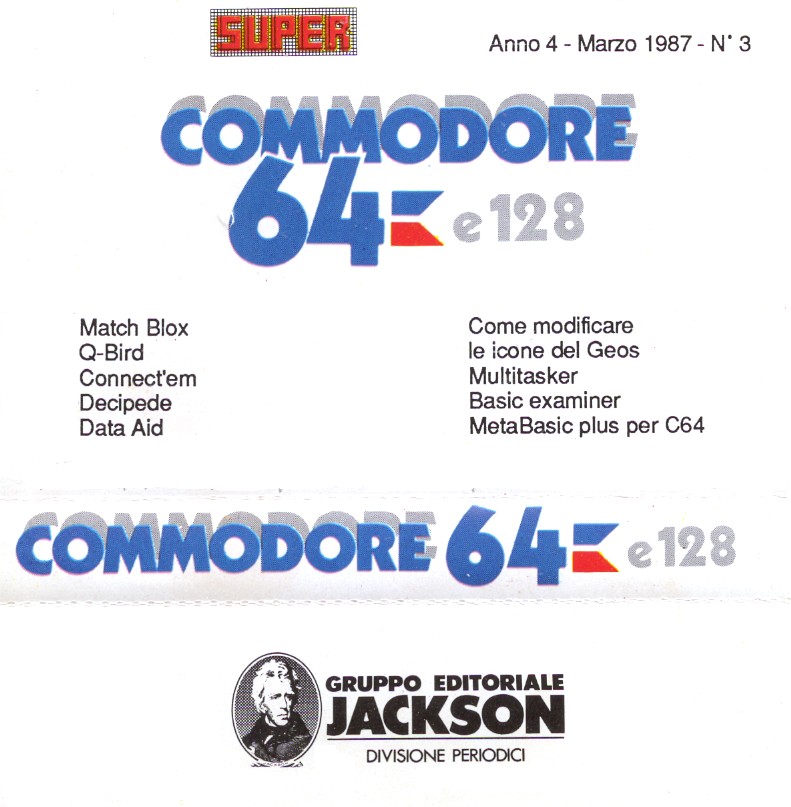 SUPER
Anno 4 - Marzo 1987 - N° 3
COMMODORE
64 e 128
Match Blox
Q-Bird
Connect'em
Decipede
Data Aid
Come modificare
le icone del Geos
Multitasker
Basic examiner
MetaBasic plus per C64
COMMODORE 64 e 128
GRUPPO EDITORIALE
JACKSON
DIVISIONE PERIODICI